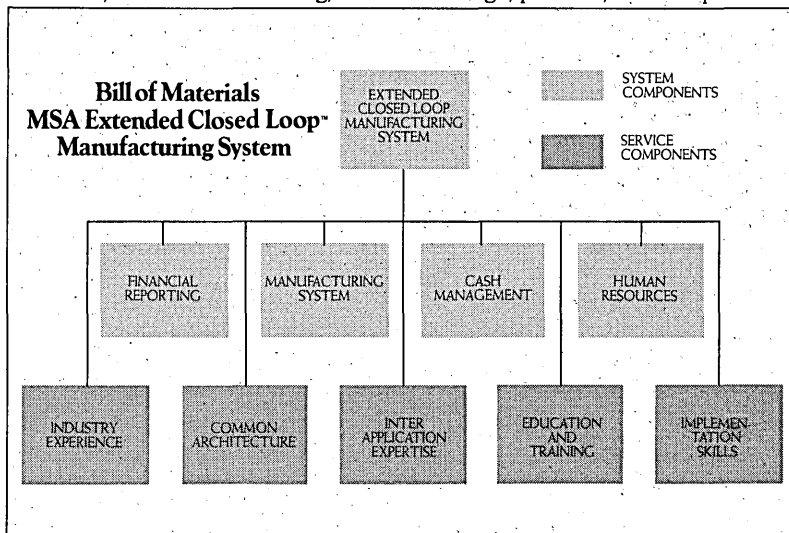 Bill of Materials
MSA Extended Closed Loop™
Manufacturing System
EXTENDED
CLOSED LOOP
MANUFACTURING
SYSTEM
SYSTEM
COMPONENTS
SERVICE
COMPONENTS
FINANCIAL
REPORTING
MANUFACTURING
SYSTEM
CASH
MANAGEMENT
HUMAN
RESOURCES
INDUSTRY
EXPERIENCE
COMMON
ARCHITECTURE
INTER
APPLICATION
EXPERTISE
EDUCATION
AND
TRAINING
IMPLEMEN-
TATION
SKILLS